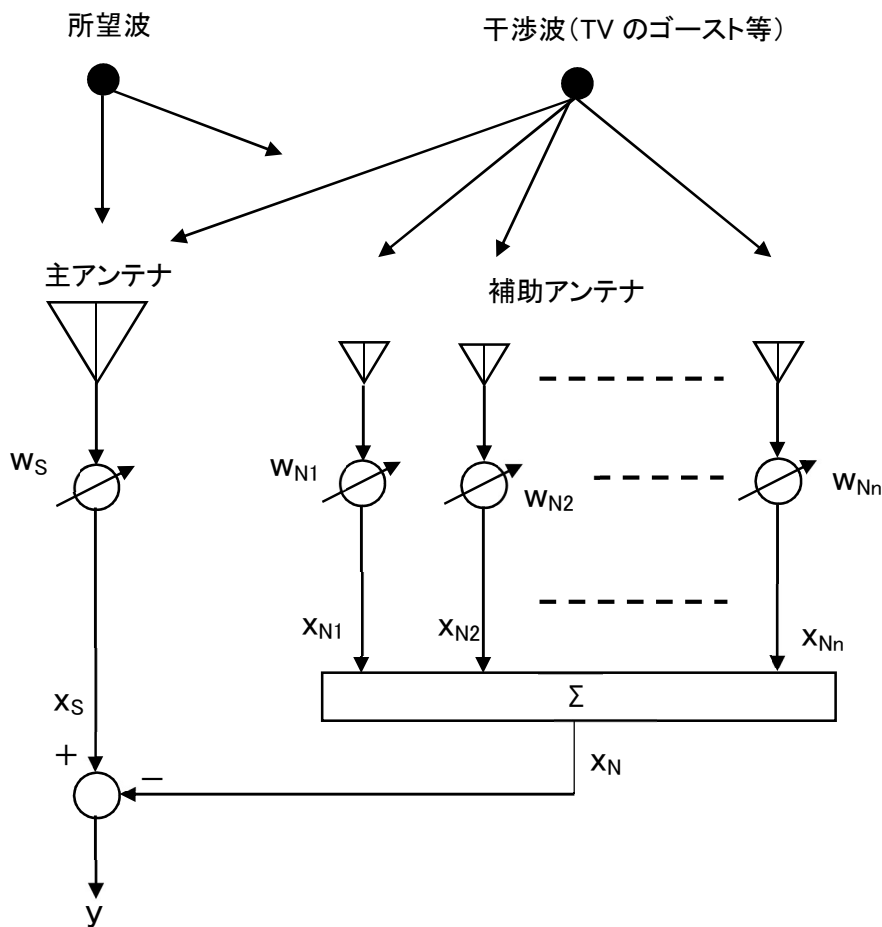 所望波
干渉波(TV のゴースト等)
主アンテナ
補助アンテナ
wS
wN1
wN2
wNn
xN1
xN2
xNn
Σ
xS
xN
+
−
y